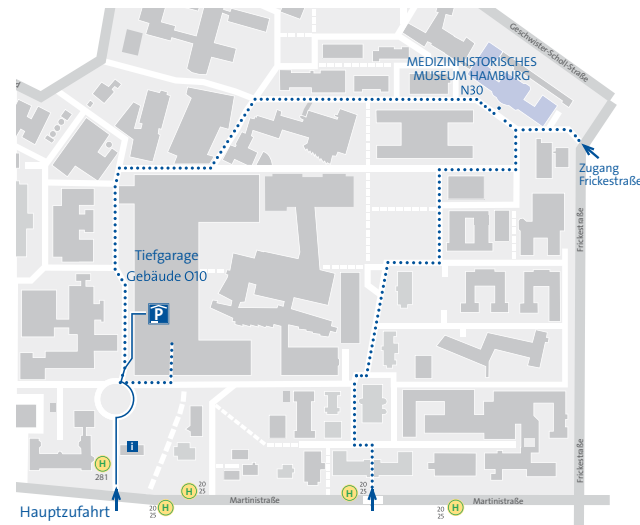 Geschwister-Scholl-Straße
MEDIZINHISTORISCHES
MUSEUM HAMBURG
N30
Zugang
Frickestraße
Frickestraße
Tiefgarage
Gebäude O10
P
i
H
281
Hauptzufahrt
H
20
25
H
20
25
Martinistraße
H
20
25
H
20
25
Martinistraße
Frickestraße